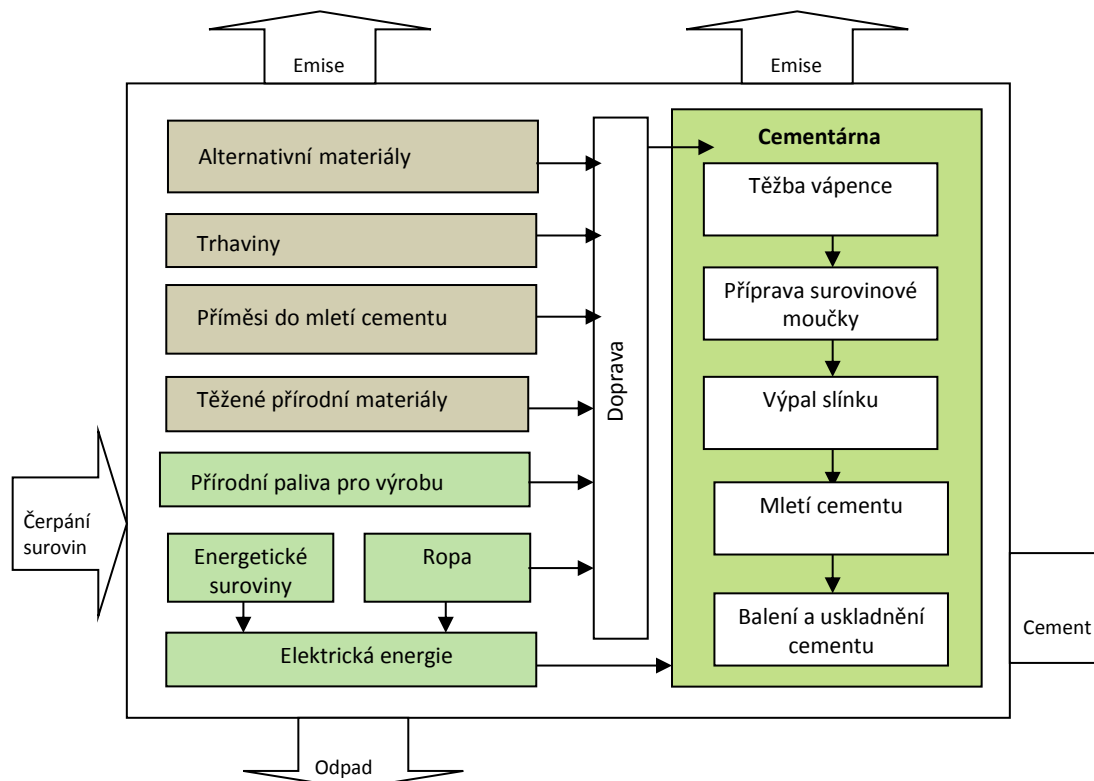 Emise
Emise
Alternativní materiály
Trhaviny
Příměsi do mletí cementu
Těžené přírodní materiály
Přírodní paliva pro výrobu
Energetické
suroviny
Ropa
Elektrická energie
Doprava
Cementárna
Těžba vápence
Příprava surovinové
moučky
Výpal slínku
Mletí cementu
Balení a uskladnění
cementu
Čerpání
surovin
Cement
Odpad